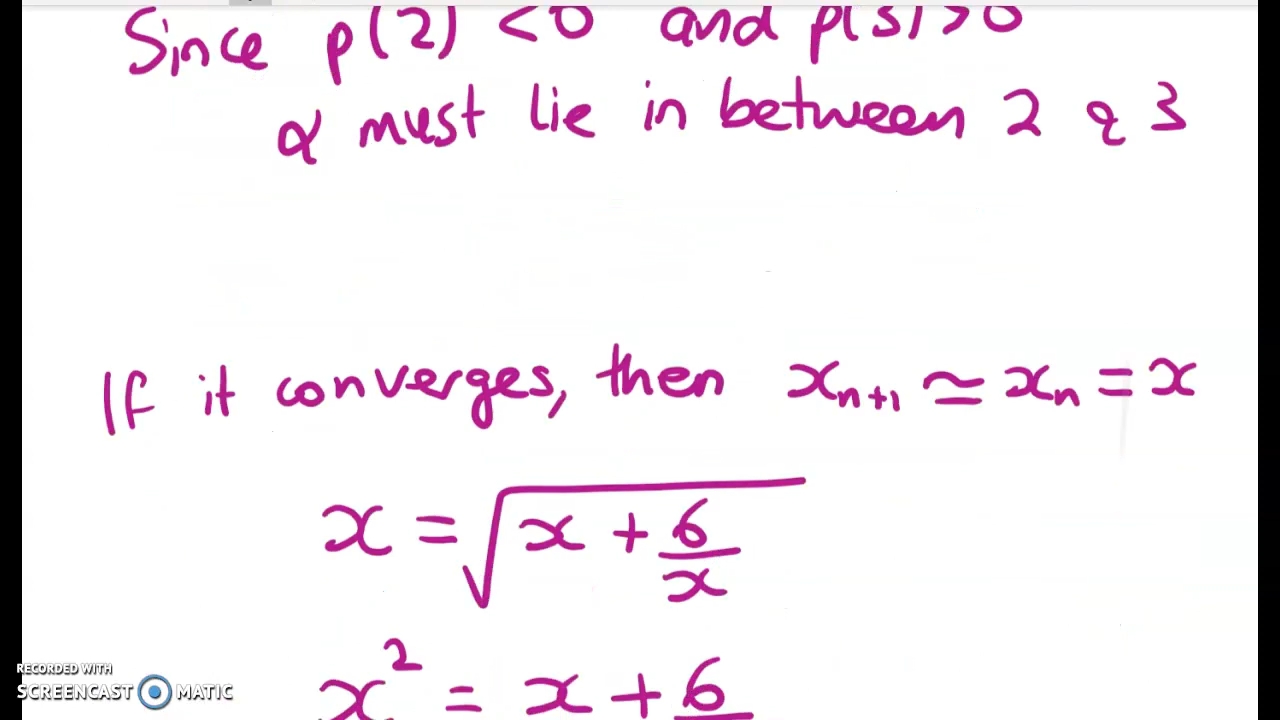 Since p(2) <0 and p(3) >0
α must lie in between 2 & 3
If it converges, then xₙ₊₁ ≃ xₙ = x
x = √(x + 6/x)
x² = x + 6
RECORDED WITH
SCREENCAST MATIC